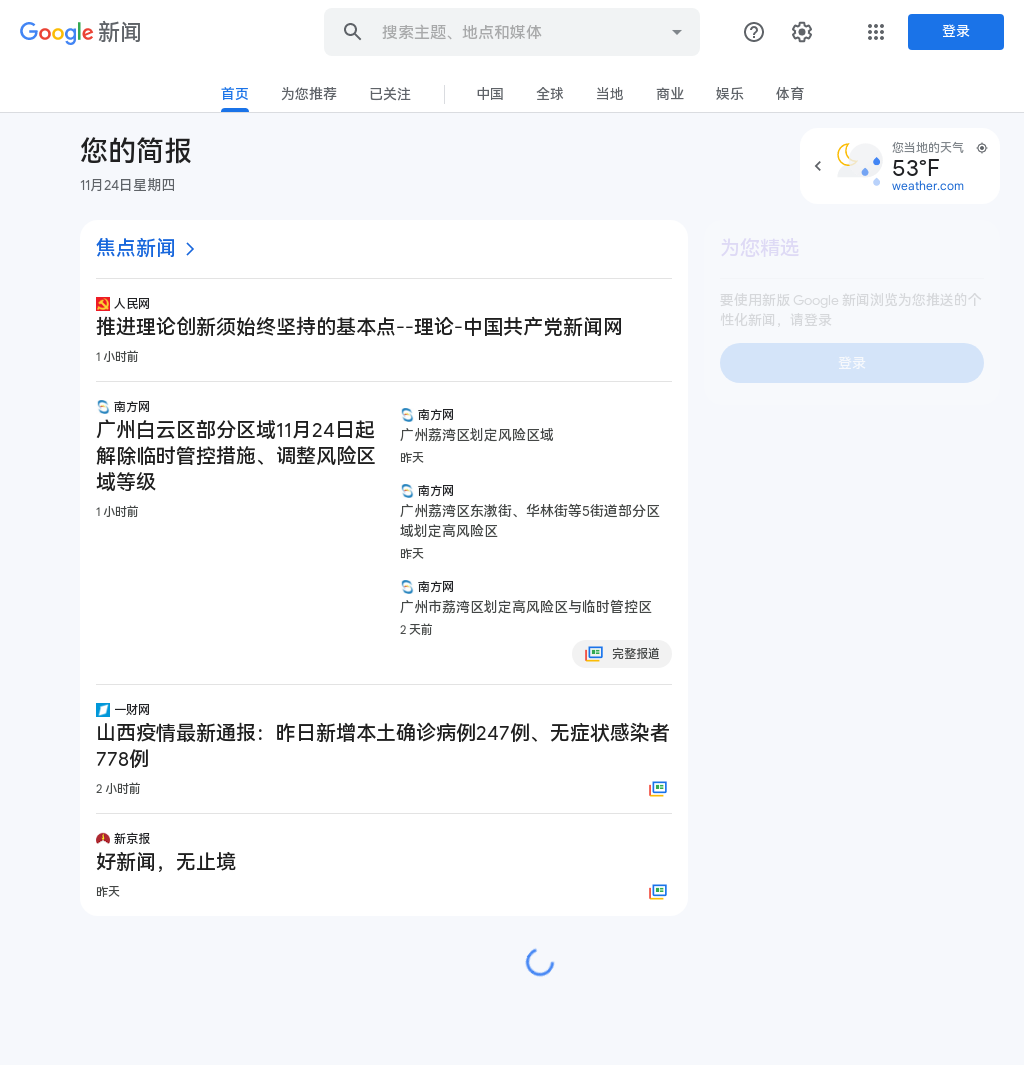 Google 新闻
搜索主题、地点和媒体
登录
首页 为您推荐 已关注 中国 全球 当地 商业 娱乐 体育
您的简报
11月24日星期四
您当地的天气
53°F
weather.com
焦点新闻
人民网
推进理论创新须始终坚持的基本点--理论-中国共产党新闻网
1 小时前
南方网
广州白云区部分区域11月24日起
解除临时管控措施、调整风险区
域等级
1 小时前
南方网
广州荔湾区划定风险区域
昨天
南方网
广州荔湾区东漖街、华林街等5街道部分区
域划定高风险区
昨天
南方网
广州市荔湾区划定高风险区与临时管控区
2 天前
完整报道
一财网
山西疫情最新通报：昨日新增本土确诊病例247例、无症状感染者
778例
2 小时前
新京报
好新闻，无止境
昨天
为您精选
要使用新版 Google 新闻浏览为您推送的个
性化新闻，请登录
登录